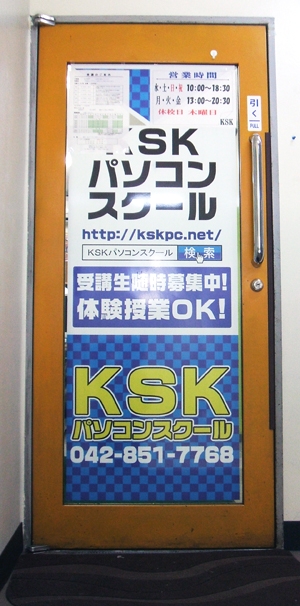 営業時間
水・土・日・祝 10:00〜18:30
月・火・金 13:00〜20:30
休校日 木曜日
KSK
引く
PULL
KSK
パソコン
スクール
http://kskpc.net/
KSKパソコンスクール 検索
受講生随時募集中!
体験授業OK!
KSK
パソコンスクール
042-851-7768